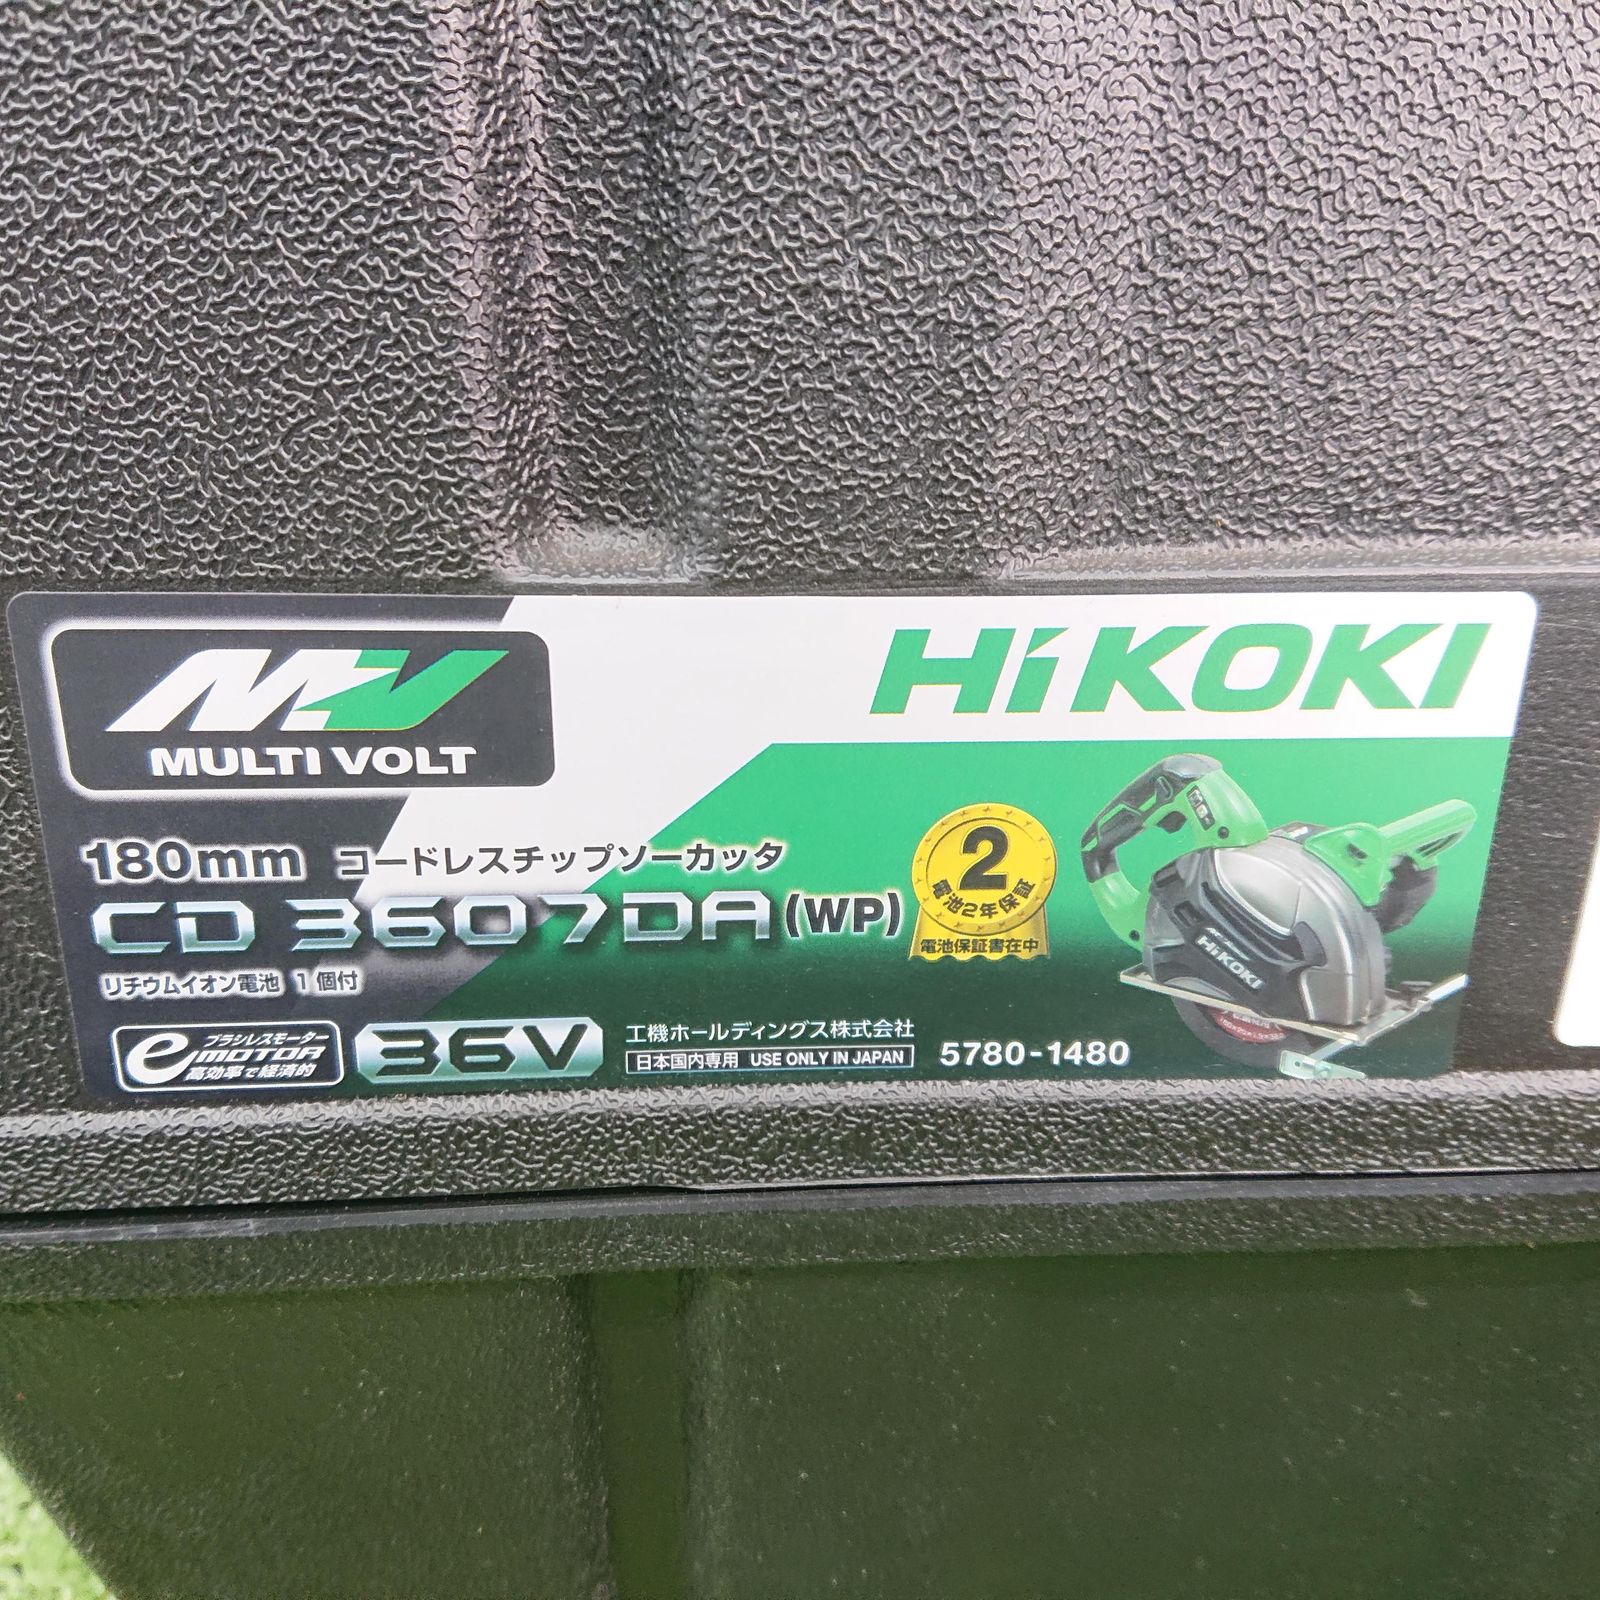 MV
MULTI VOLT
HiKOKI
180mm コードレスチップソーカッタ
CD 3607DA (WP)
2
電池2年保証
電池保証書在中
リチウムイオン電池 1個付
ブラシレスモーター
e MOTOR
高効率で経済的
36V
工機ホールディングス株式会社
日本国内専用 USE ONLY IN JAPAN
5780-1480
HiKOKI